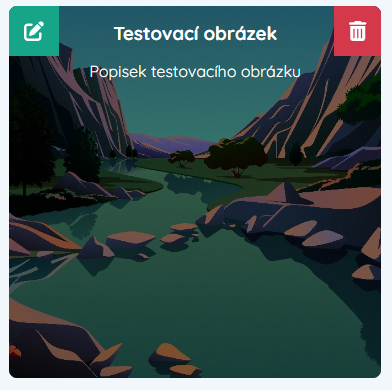 Testovací obrázek
Popisek testovacího obrázku